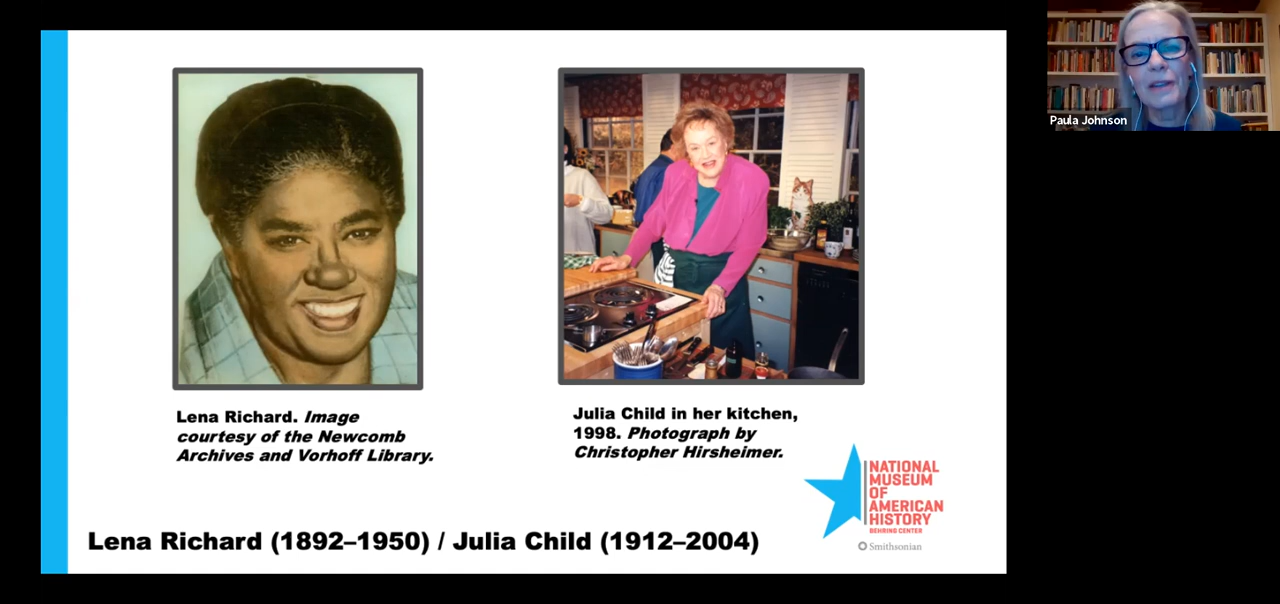 Paula Johnson
Lena Richard. Image
courtesy of the Newcomb
Archives and Vorhoff Library.
Julia Child in her kitchen,
1998. Photograph by
Christopher Hirsheimer.
NATIONAL
MUSEUM
OF
AMERICAN
HISTORY
BEHRING CENTER
Smithsonian
Lena Richard (1892–1950) / Julia Child (1912–2004)